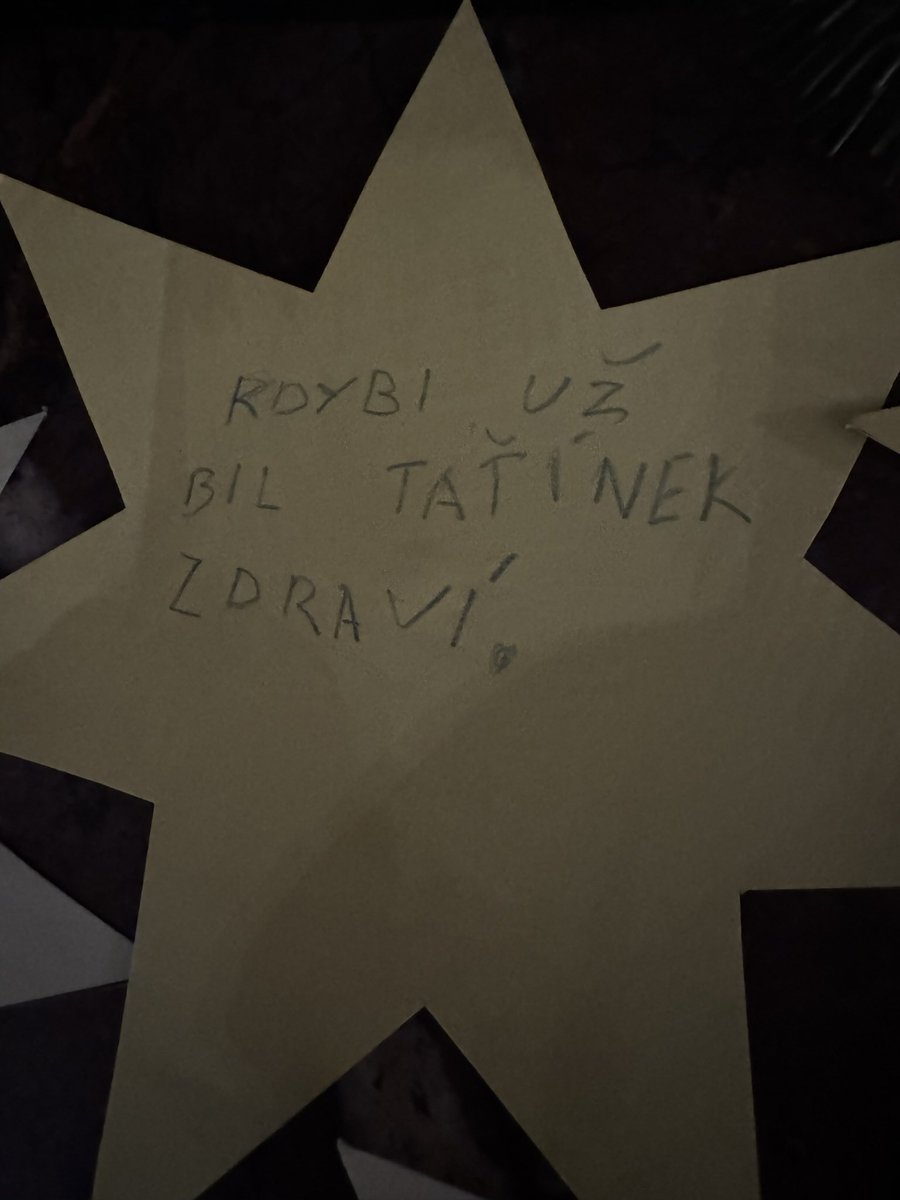 KDYBI UŽ
BIL TAŤÍNEK
ZDRAVÍ.